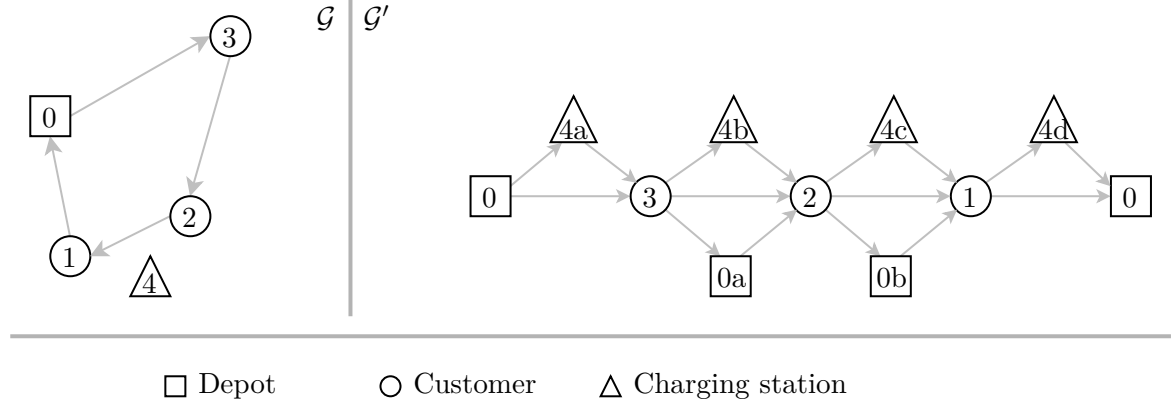 𝒢 𝒢′
3
0
2
1
4
4a 4b 4c 4d
0 3 2 1 0
0a 0b
Depot Customer Charging station